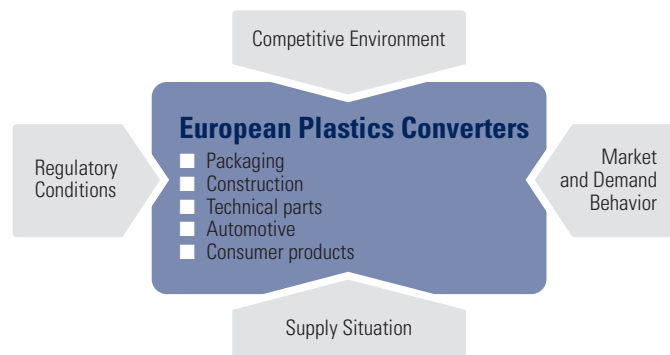 Competitive Environment
European Plastics Converters
Packaging
Construction
Technical parts
Automotive
Consumer products
Regulatory
Conditions
Market
and Demand
Behavior
Supply Situation